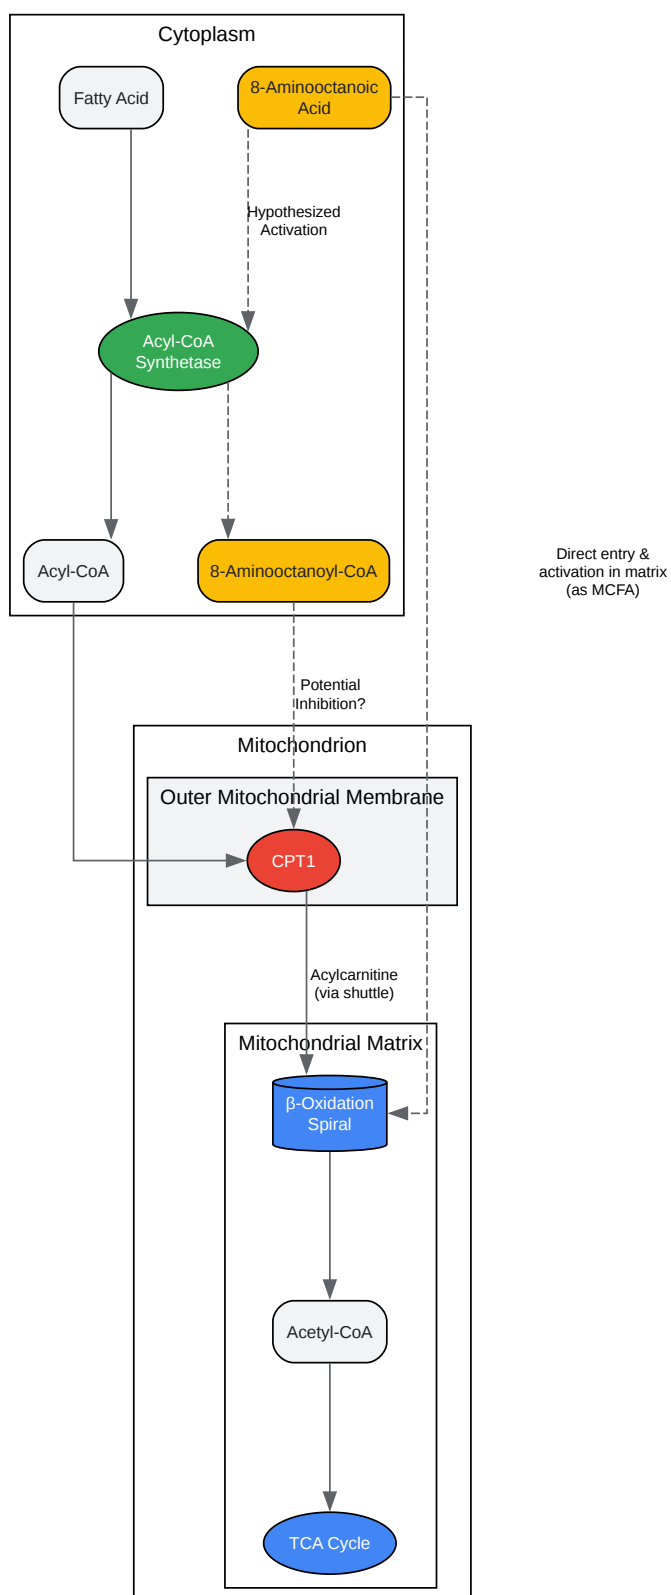 Cytoplasm
Fatty Acid
8-Aminooctanoic
Acid
Hypothesized
Activation
Acyl-CoA
Synthetase
Acyl-CoA
8-Aminooctanoyl-CoA
Direct entry &
activation in matrix
(as MCFA)
Potential
Inhibition?
Mitochondrion
Outer Mitochondrial Membrane
CPT1
Acylcarnitine
(via shuttle)
Mitochondrial Matrix
β-Oxidation
Spiral
Acetyl-CoA
TCA Cycle